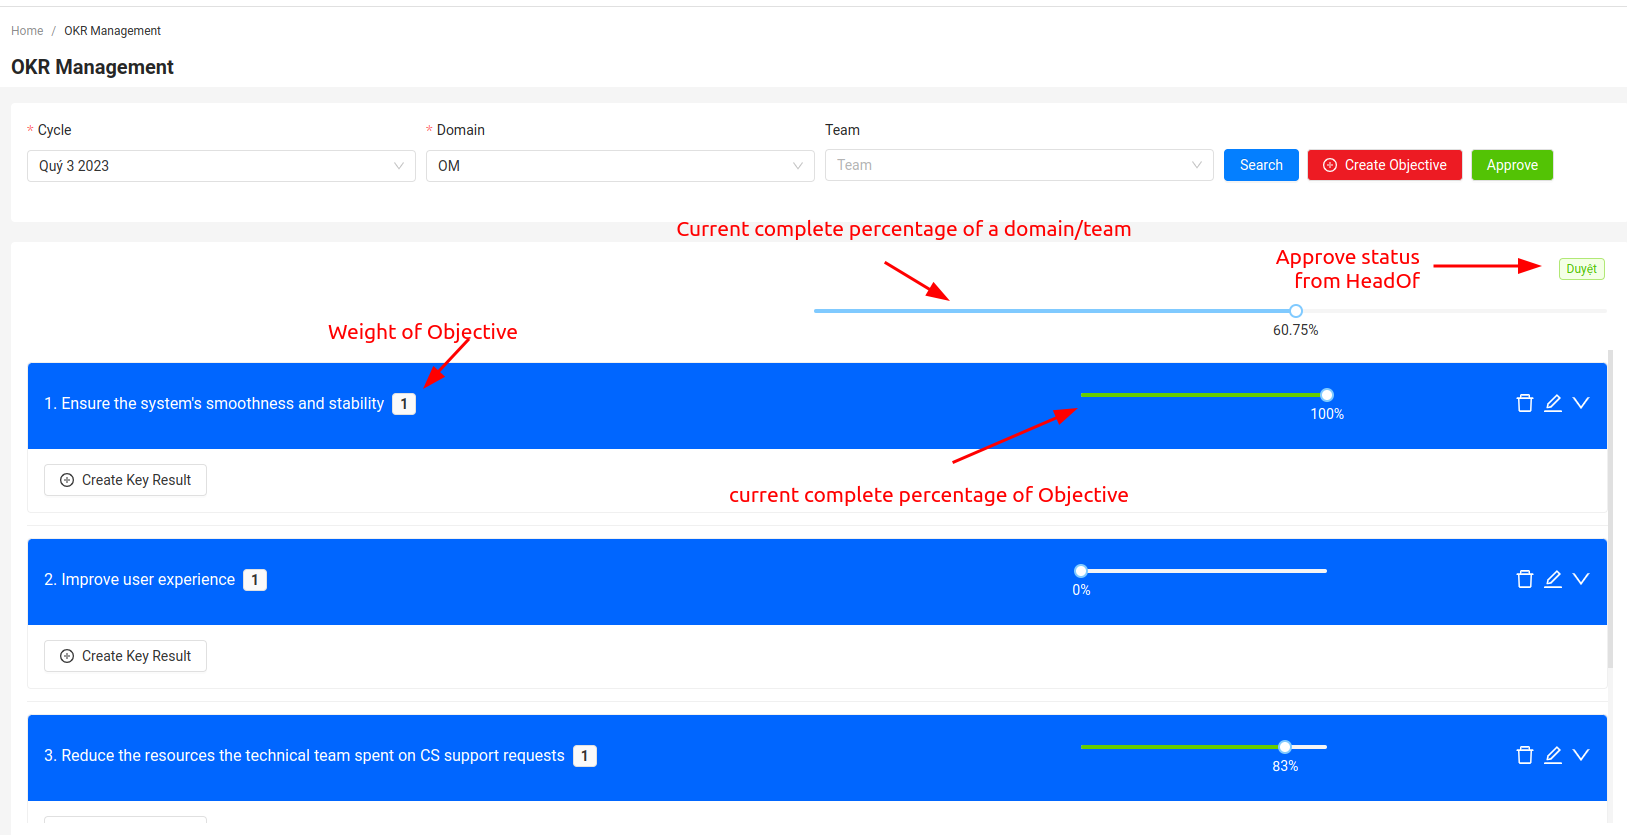 Home / OKR Management
OKR Management
* Cycle
* Domain
Team
Quý 3 2023
OM
Team
Search
Create Objective
Approve
Current complete percentage of a domain/team
Approve status
from HeadOf
Duyệt
60.75%
Weight of Objective
1. Ensure the system's smoothness and stability 1
100%
Create Key Result
current complete percentage of Objective
2. Improve user experience 1
0%
Create Key Result
3. Reduce the resources the technical team spent on CS support requests 1
83%